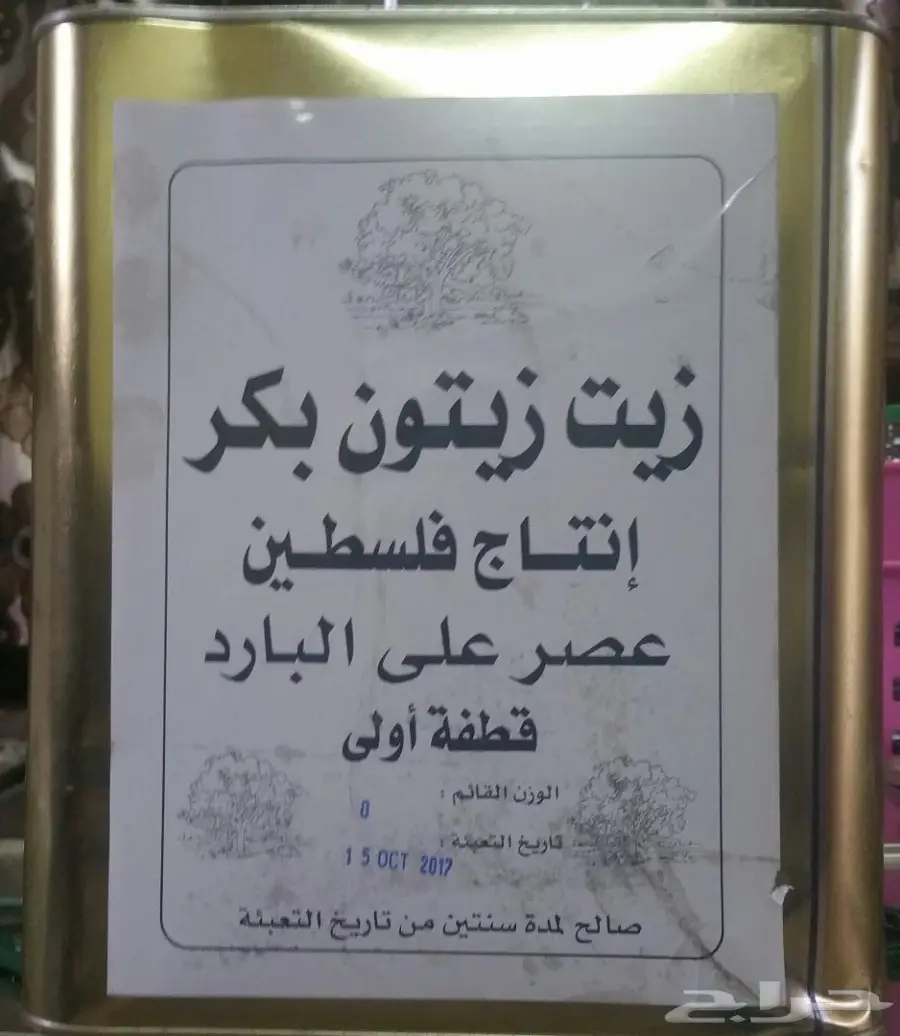 زيت زيتون بكر
إنتاج فلسطين
عصر على البارد
قطفة أولى
الوزن القائم :
0
تاريخ التعبئة :
15 OCT 2017
صالح لمدة سنتين من تاريخ التعبئة
حراج